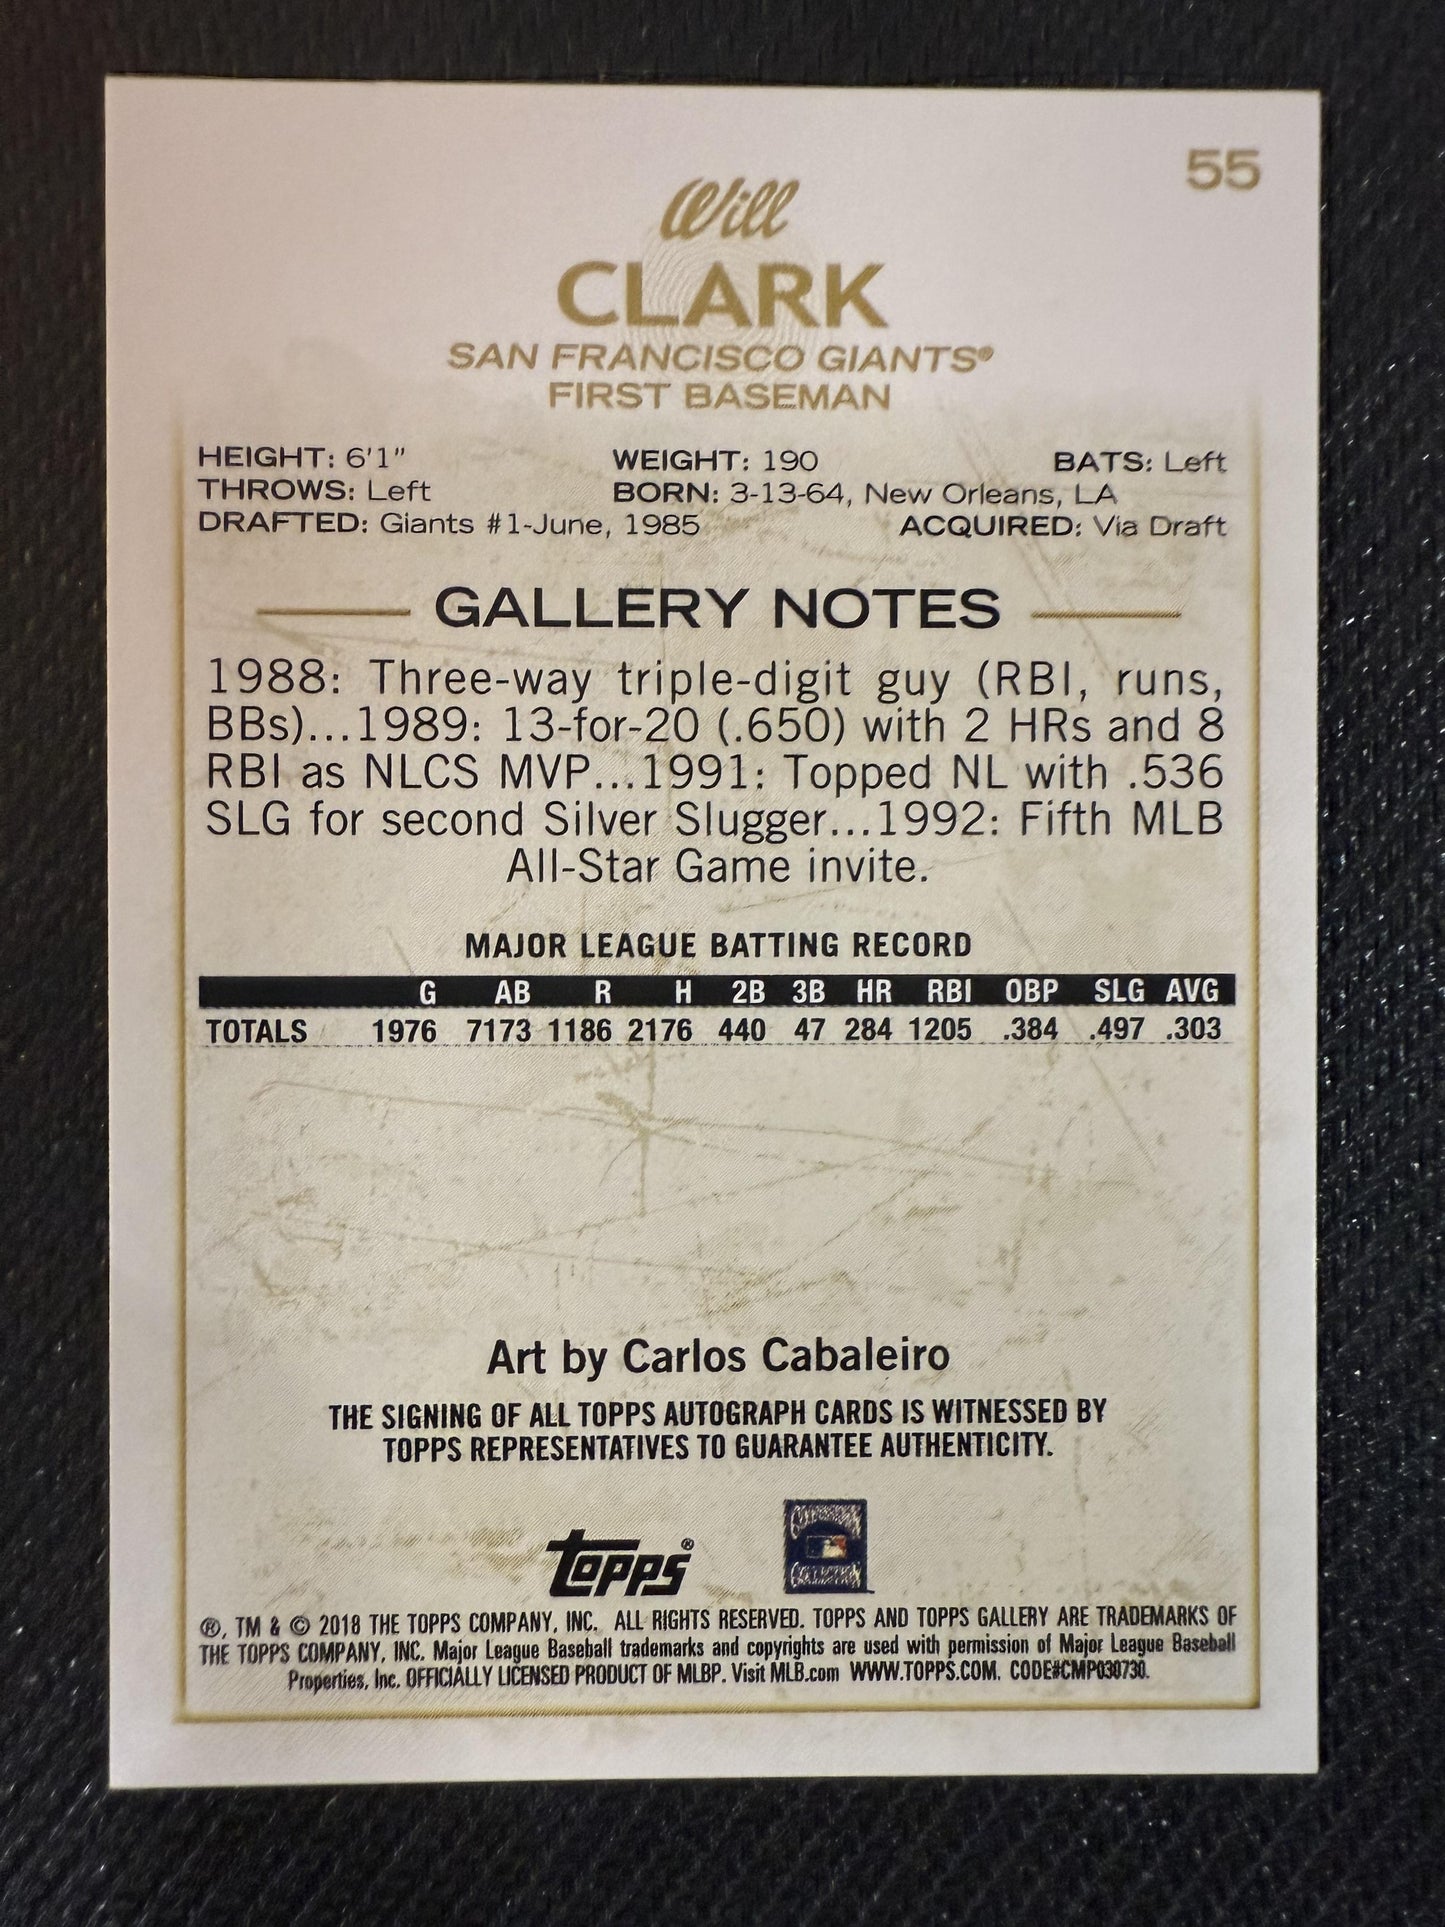 55
Will
CLARK
SAN FRANCISCO GIANTS®
FIRST BASEMAN
HEIGHT: 6'1" WEIGHT: 190 BATS: Left
THROWS: Left BORN: 3-13-64, New Orleans, LA
DRAFTED: Giants #1-June, 1985 ACQUIRED: Via Draft
GALLERY NOTES
1988: Three-way triple-digit guy (RBI, runs,
BBs)...1989: 13-for-20 (.650) with 2 HRs and 8
RBI as NLCS MVP...1991: Topped NL with .536
SLG for second Silver Slugger...1992: Fifth MLB
All-Star Game invite.
MAJOR LEAGUE BATTING RECORD
G AB R H 2B 3B HR RBI OBP SLG AVG
TOTALS 1976 7173 1186 2176 440 47 284 1205 .384 .497 .303
Art by Carlos Cabaleiro
THE SIGNING OF ALL TOPPS AUTOGRAPH CARDS IS WITNESSED BY
TOPPS REPRESENTATIVES TO GUARANTEE AUTHENTICITY.
topps®
COLLECTION
®, TM & © 2018 THE TOPPS COMPANY, INC. ALL RIGHTS RESERVED. TOPPS AND TOPPS GALLERY ARE TRADEMARKS OF
THE TOPPS COMPANY, INC. Major League Baseball trademarks and copyrights are used with permission of Major League Baseball
Properties, Inc. OFFICIALLY LICENSED PRODUCT OF MLBP. Visit MLB.com WWW.TOPPS.COM. CODE#CMP030730.